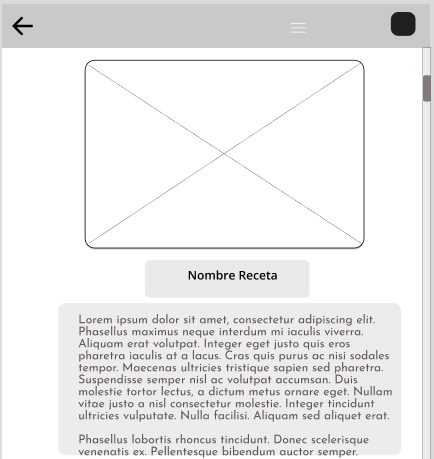 Nombre Receta
Lorem ipsum dolor sit amet, consectetur adipiscing elit.
Phasellus maximus neque interdum mi iaculis viverra.
Aliquam erat volutpat. Integer eget justo quis eros
pharetra iaculis at a lacus. Cras quis purus ac nisi sodales
tempor. Maecenas ultricies tristique sapien sed pharetra.
Suspendisse semper nisl ac volutpat accumsan. Duis
molestie tortor lectus, a dictum metus ornare eget. Nullam
vitae justo a nisl consectetur molestie. Integer tincidunt
ultricies vulputate. Nulla facilisi. Aliquam sed aliquet erat.
Phasellus lobortis rhoncus tincidunt. Donec scelerisque
venenatis ex. Pellentesque bibendum auctor semper.